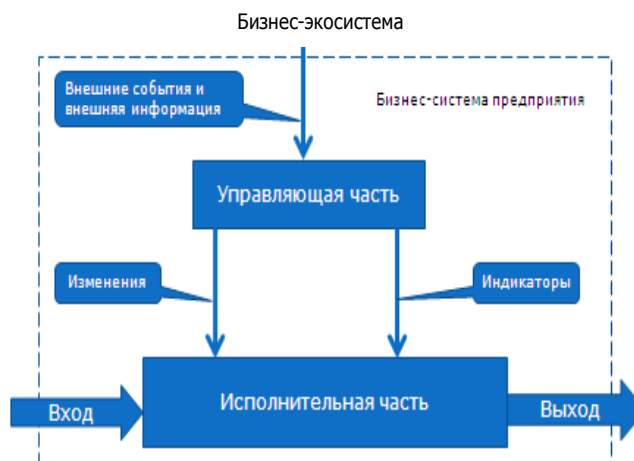 Бизнес-экосистема
Внешние события и
внешняя информация
Бизнес-система предприятия
Управляющая часть
Изменения
Индикаторы
Вход
Исполнительная часть
Выход